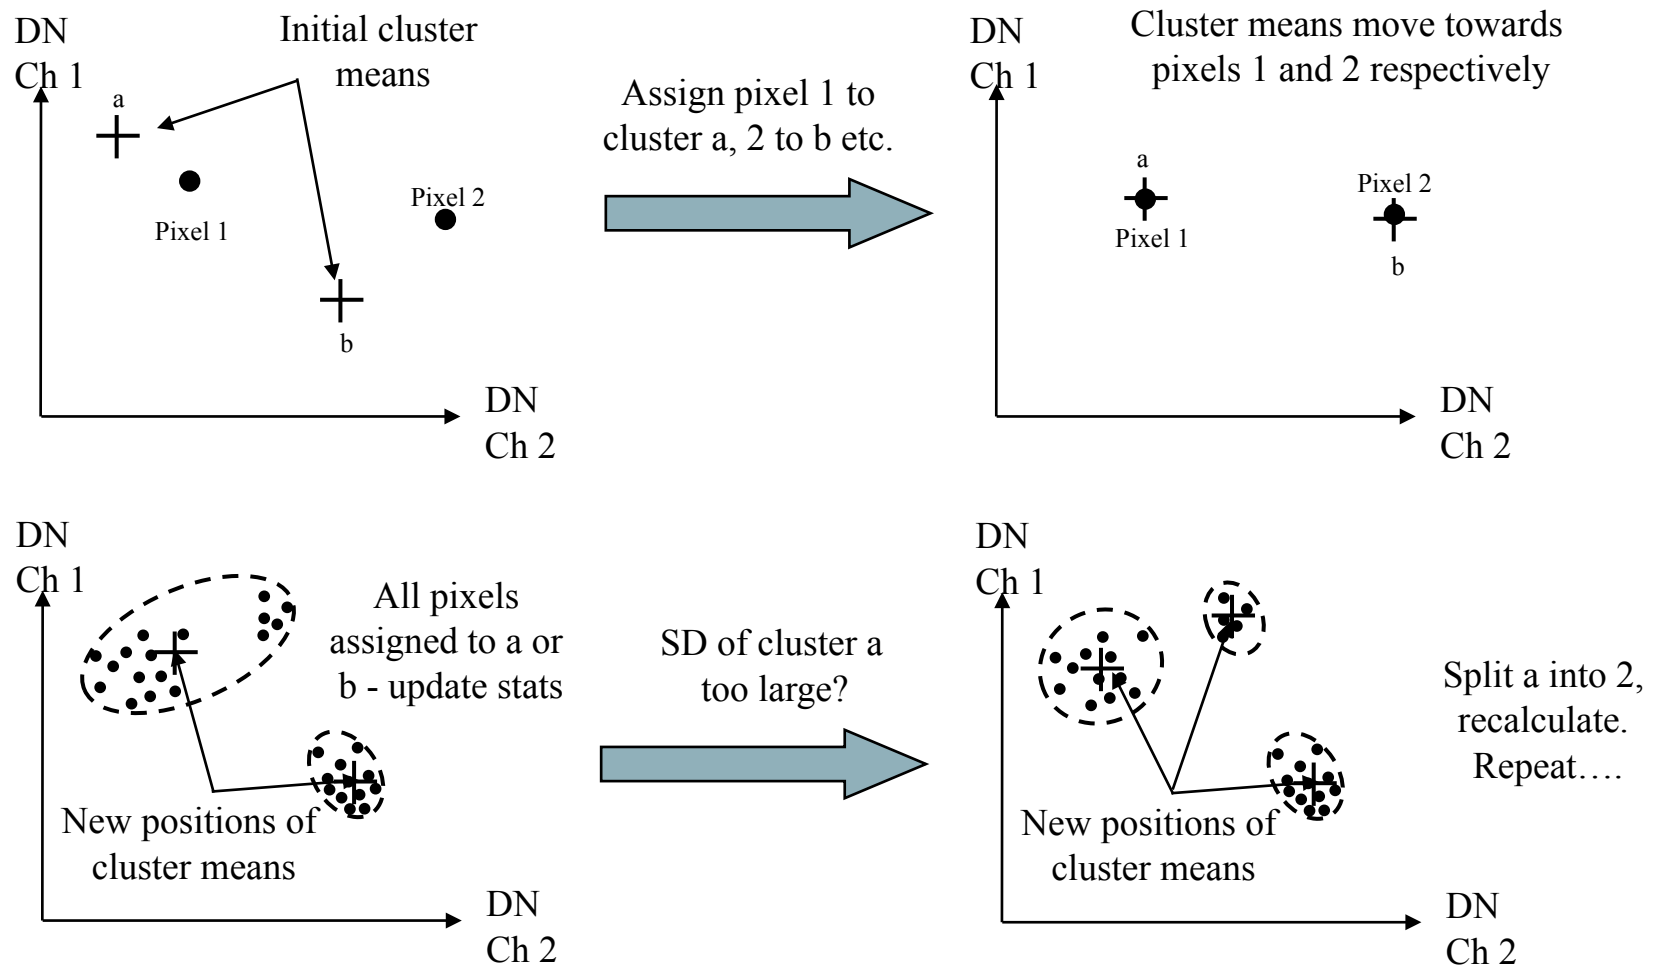 DN
Ch 1
Initial cluster
means
a
Pixel 1
Pixel 2
b
DN
Ch 2
Assign pixel 1 to
cluster a, 2 to b etc.
DN
Ch 1
Cluster means move towards
pixels 1 and 2 respectively
a
Pixel 1
Pixel 2
b
DN
Ch 2
DN
Ch 1
All pixels
assigned to a or
b - update stats
New positions of
cluster means
DN
Ch 2
SD of cluster a
too large?
DN
Ch 1
New positions of
cluster means
Split a into 2,
recalculate.
Repeat….
DN
Ch 2